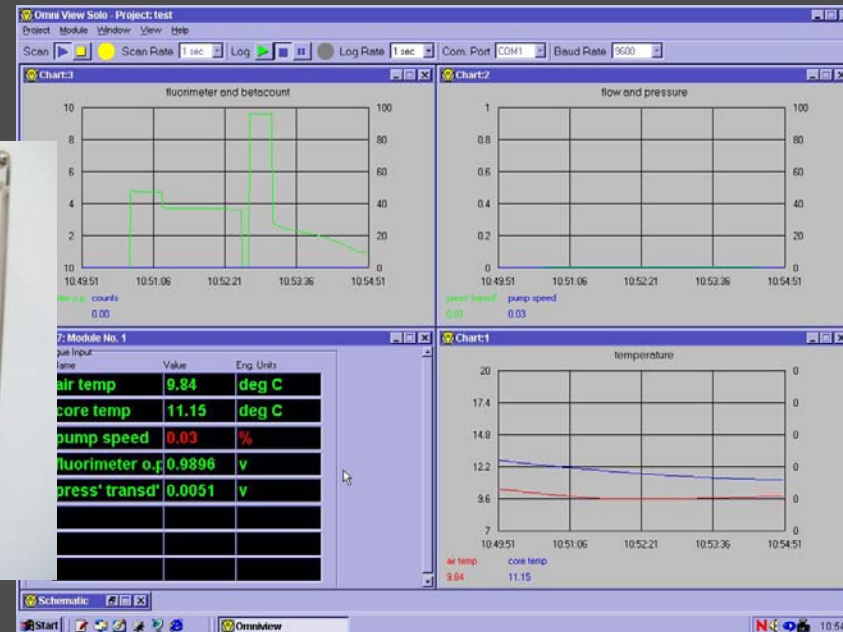 Omni View Solo - Project: test
Project Module Window View Help
Scan Scan Rate 1 sec Log Log Rate 1 sec Com. Port COM1 Baud Rate 9600
Chart:3
fluorimeter and betacount
10 100
8 80
6 60
4 40
2 20
10 0
10:49:51 10:51:06 10:52:21 10:53:36 10:54:51
o.p. counts
0.00
Chart:2
flow and pressure
1 100
0.8 80
0.6 60
0.4 40
0.2 20
0 0
10:49:51 10:51:06 10:52:21 10:53:36 10:54:51
press' transd' pump speed
0.01 0.03
7: Module No. 1
gue Input
Name Value Eng. Units
air temp 9.84 deg C
core temp 11.15 deg C
pump speed 0.03 %
fluorimeter o.p 0.9896 v
press' transd' 0.0051 v
Chart:1
temperature
20 0
17.4 0
14.8 0
12.2 0
9.6 0
7 0
10:49:51 10:51:06 10:52:21 10:53:36 10:54:51
air temp core temp
9.84 11.15
Schematic
Start Omniview N 10:54